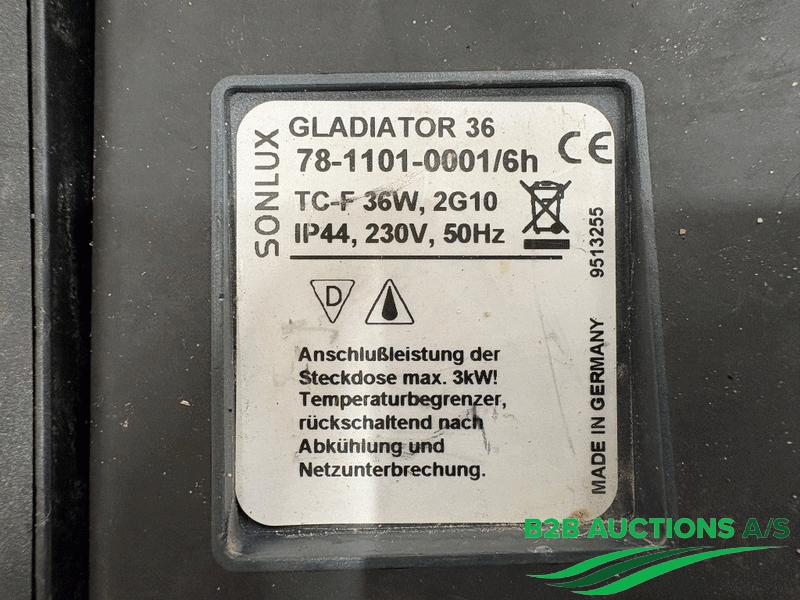 SONLUX
GLADIATOR 36
78-1101-0001/6h
TC-F 36W, 2G10
IP44, 230V, 50Hz
CE
9513255
D
Anschlußleistung der
Steckdose max. 3kW!
Temperaturbegrenzer,
rückschaltend nach
Abkühlung und
Netzunterbrechung.
MADE IN GERMANY
B2B AUCTIONS A/S